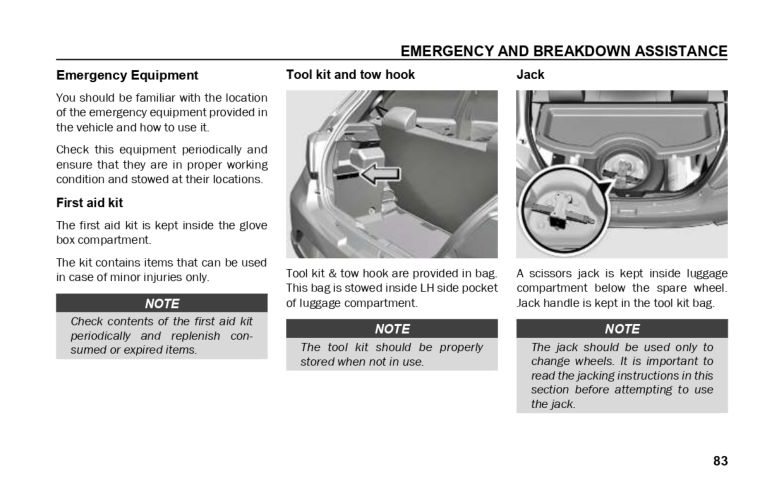 EMERGENCY AND BREAKDOWN ASSISTANCE
Emergency Equipment
You should be familiar with the location
of the emergency equipment provided in
the vehicle and how to use it.
Check this equipment periodically and
ensure that they are in proper working
condition and stowed at their locations.
First aid kit
The first aid kit is kept inside the glove
box compartment.
The kit contains items that can be used
in case of minor injuries only.
NOTE
Check contents of the first aid kit
periodically and replenish con-
sumed or expired items.
Tool kit and tow hook
Tool kit & tow hook are provided in bag.
This bag is stowed inside LH side pocket
of luggage compartment.
NOTE
The tool kit should be properly
stored when not in use.
Jack
A scissors jack is kept inside luggage
compartment below the spare wheel.
Jack handle is kept in the tool kit bag.
NOTE
The jack should be used only to
change wheels. It is important to
read the jacking instructions in this
section before attempting to use
the jack.
83